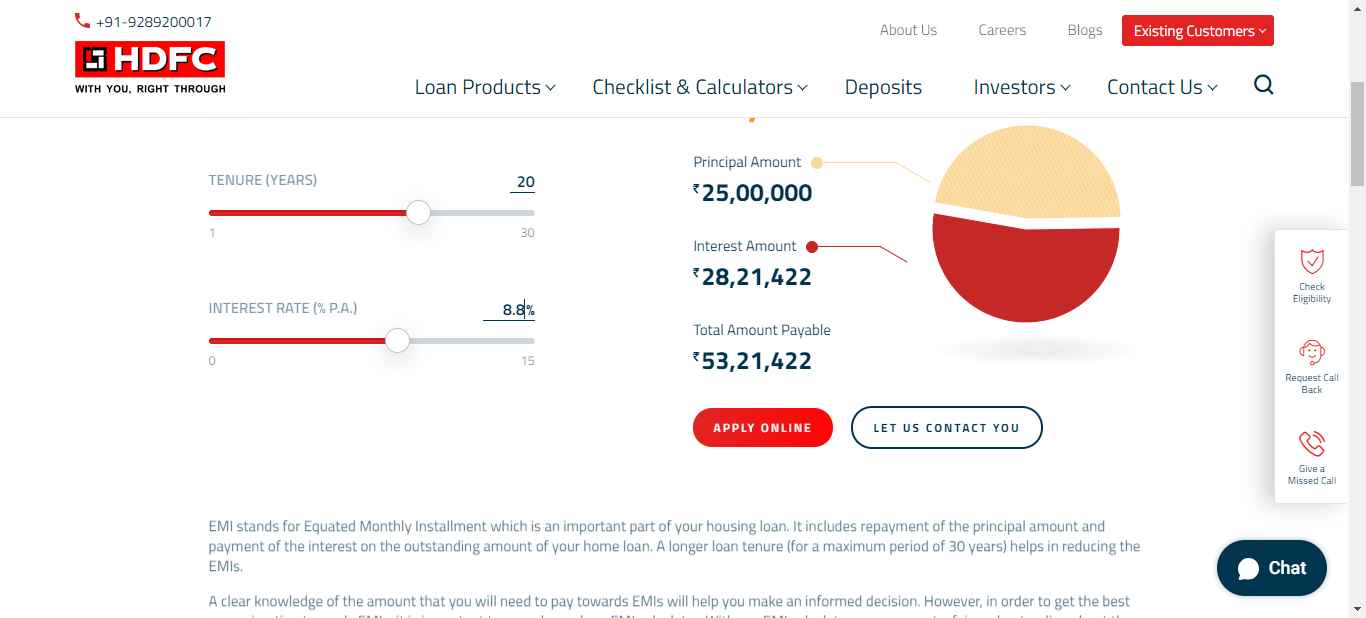 +91-9289200017
About Us
Careers
Blogs
Existing Customers
HDFC
WITH YOU, RIGHT THROUGH
Loan Products
Checklist & Calculators
Deposits
Investors
Contact Us
TENURE (YEARS)
20
1
30
INTEREST RATE (% P.A.)
8.8%
0
15
Principal Amount
₹25,00,000
Interest Amount
₹28,21,422
Total Amount Payable
₹53,21,422
APPLY ONLINE
LET US CONTACT YOU
Check
Eligibility
Request Call
Back
Give a
Missed Call
EMI stands for Equated Monthly Installment which is an important part of your housing loan. It includes repayment of the principal amount and
payment of the interest on the outstanding amount of your home loan. A longer loan tenure (for a maximum period of 30 years) helps in reducing the
EMIs.
Chat
A clear knowledge of the amount that you will need to pay towards EMIs will help you make an informed decision. However, in order to get the best